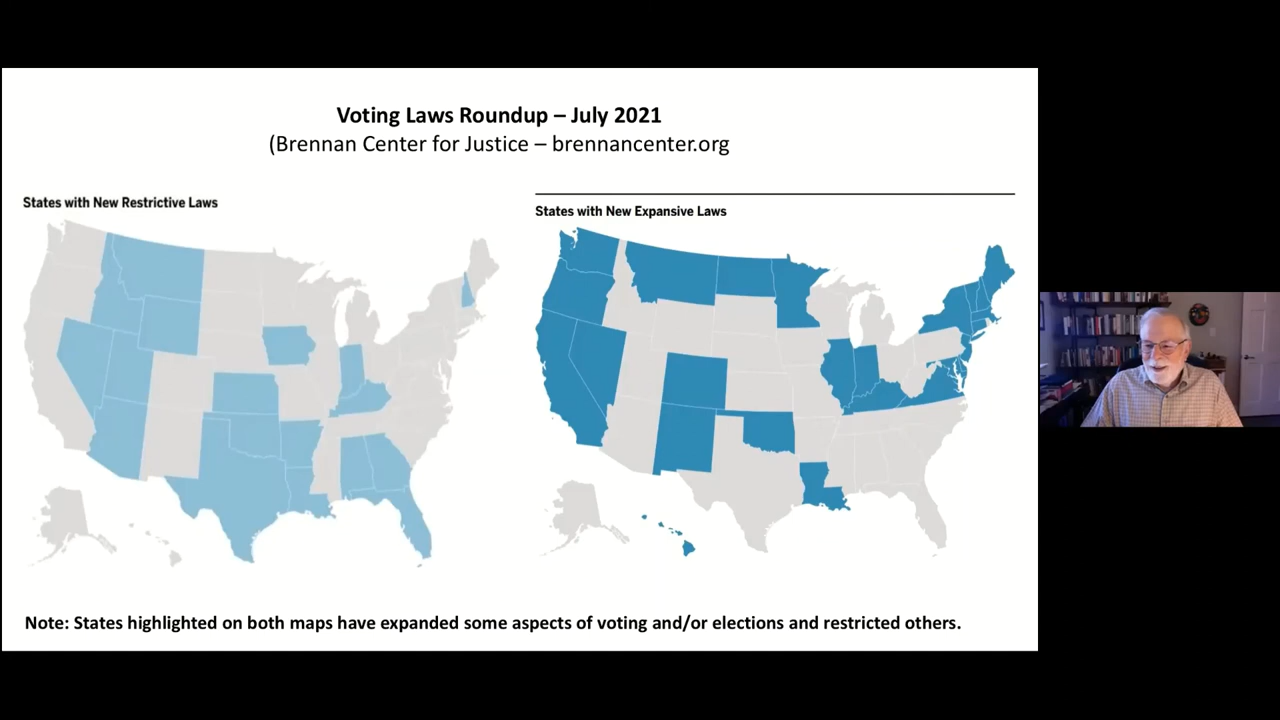 Voting Laws Roundup – July 2021
(Brennan Center for Justice – brennancenter.org
States with New Restrictive Laws
States with New Expansive Laws
Note: States highlighted on both maps have expanded some aspects of voting and/or elections and restricted others.